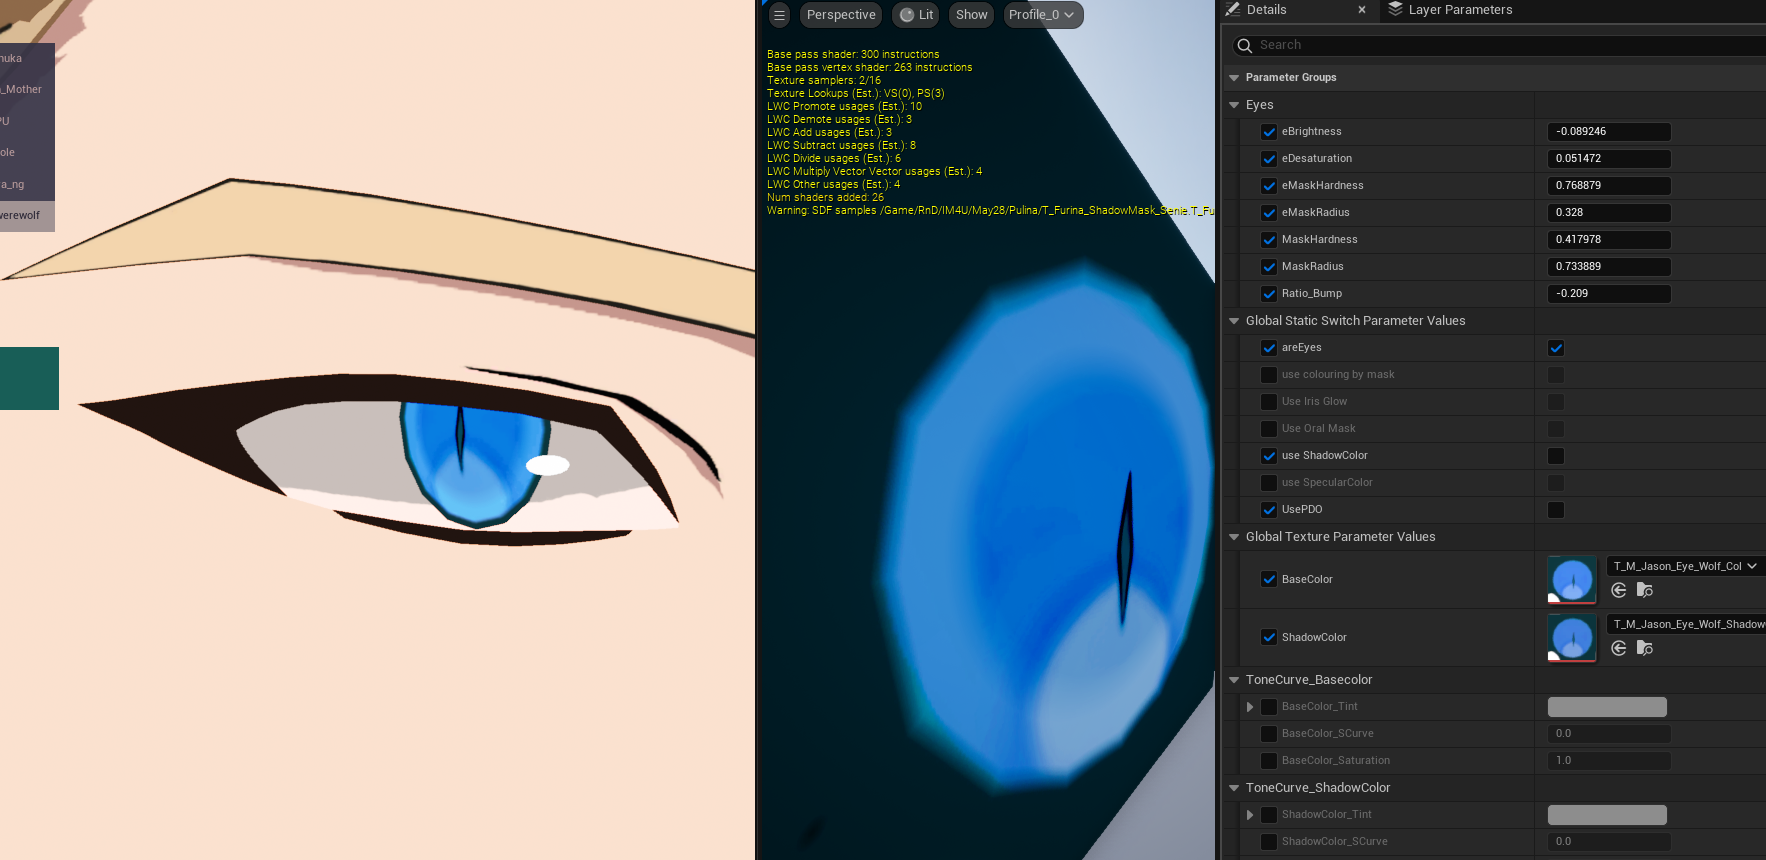 nuka
_Mother
PU
ole
a_ng
werewolf
Perspective
Lit
Show
Profile_0
Base pass shader: 300 instructions
Base pass vertex shader: 263 instructions
Texture samplers: 2/16
Texture Lookups (Est.): VS(0), PS(3)
LWC Promote usages (Est.): 10
LWC Demote usages (Est.): 3
LWC Add usages (Est.): 3
LWC Subtract usages (Est.): 8
LWC Divide usages (Est.): 6
LWC Multiply Vector Vector usages (Est.): 4
LWC Other usages (Est.): 4
Num shaders added: 26
Warning: SDF samples /Game/RnD/IM4U/May28/Pulina/T_Furina_ShadowMask_Senie.T_Fu
Details
Layer Parameters
Search
Parameter Groups
Eyes
eBrightness -0.089246
eDesaturation 0.051472
eMaskHardness 0.768879
eMaskRadius 0.328
MaskHardness 0.417978
MaskRadius 0.733889
Ratio_Bump -0.209
Global Static Switch Parameter Values
areEyes
use colouring by mask
Use Iris Glow
Use Oral Mask
use ShadowColor
use SpecularColor
UsePDO
Global Texture Parameter Values
BaseColor T_M_Jason_Eye_Wolf_Col
ShadowColor T_M_Jason_Eye_Wolf_Shadow
ToneCurve_Basecolor
BaseColor_Tint
BaseColor_SCurve 0.0
BaseColor_Saturation 1.0
ToneCurve_ShadowColor
ShadowColor_Tint
ShadowColor_SCurve 0.0